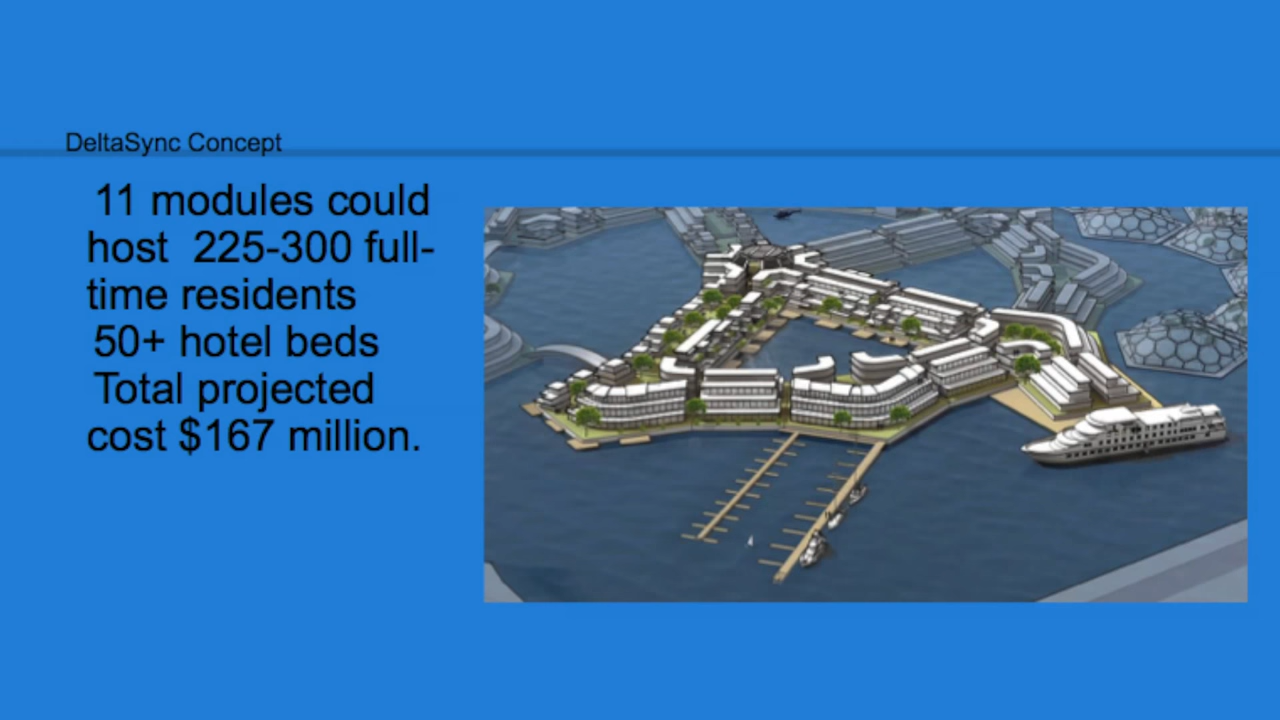 DeltaSync Concept
11 modules could
host 225-300 full-
time residents
50+ hotel beds
Total projected
cost $167 million.